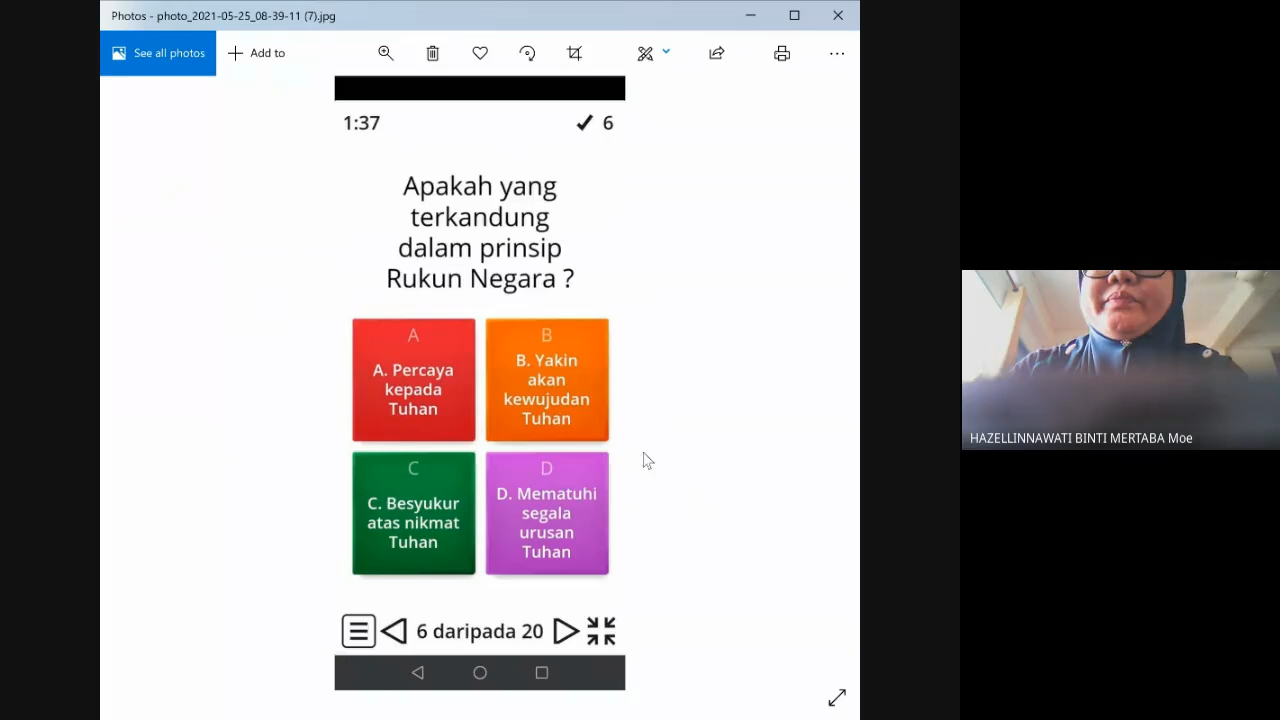 Photos - photo_2021-05-25_08-39-11 (7).jpg
See all photos
Add to
1:37
6
Apakah yang
terkandung
dalam prinsip
Rukun Negara ?
A
A. Percaya
kepada
Tuhan
B
B. Yakin
akan
kewujudan
Tuhan
C
C. Besyukur
atas nikmat
Tuhan
D
D. Mematuhi
segala
urusan
Tuhan
6 daripada 20
HAZELLINNAWATI BINTI MERTABA Moe